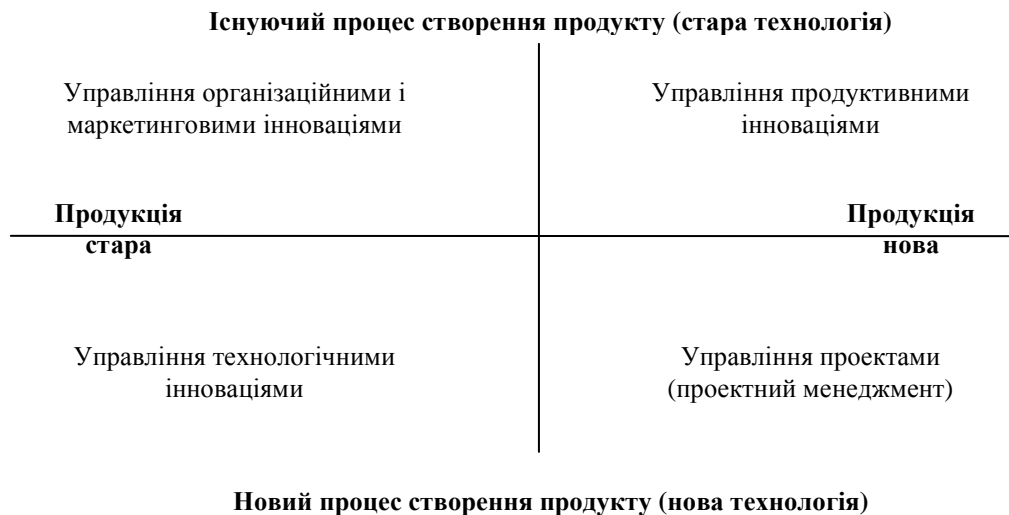 Існуючий процес створення продукту (стара технологія)
Управління організаційними і
маркетинговими інноваціями
Управління продуктивними
інноваціями
Продукція
стара
Продукція
нова
Управління технологічними
інноваціями
Управління проектами
(проектний менеджмент)
Новий процес створення продукту (нова технологія)